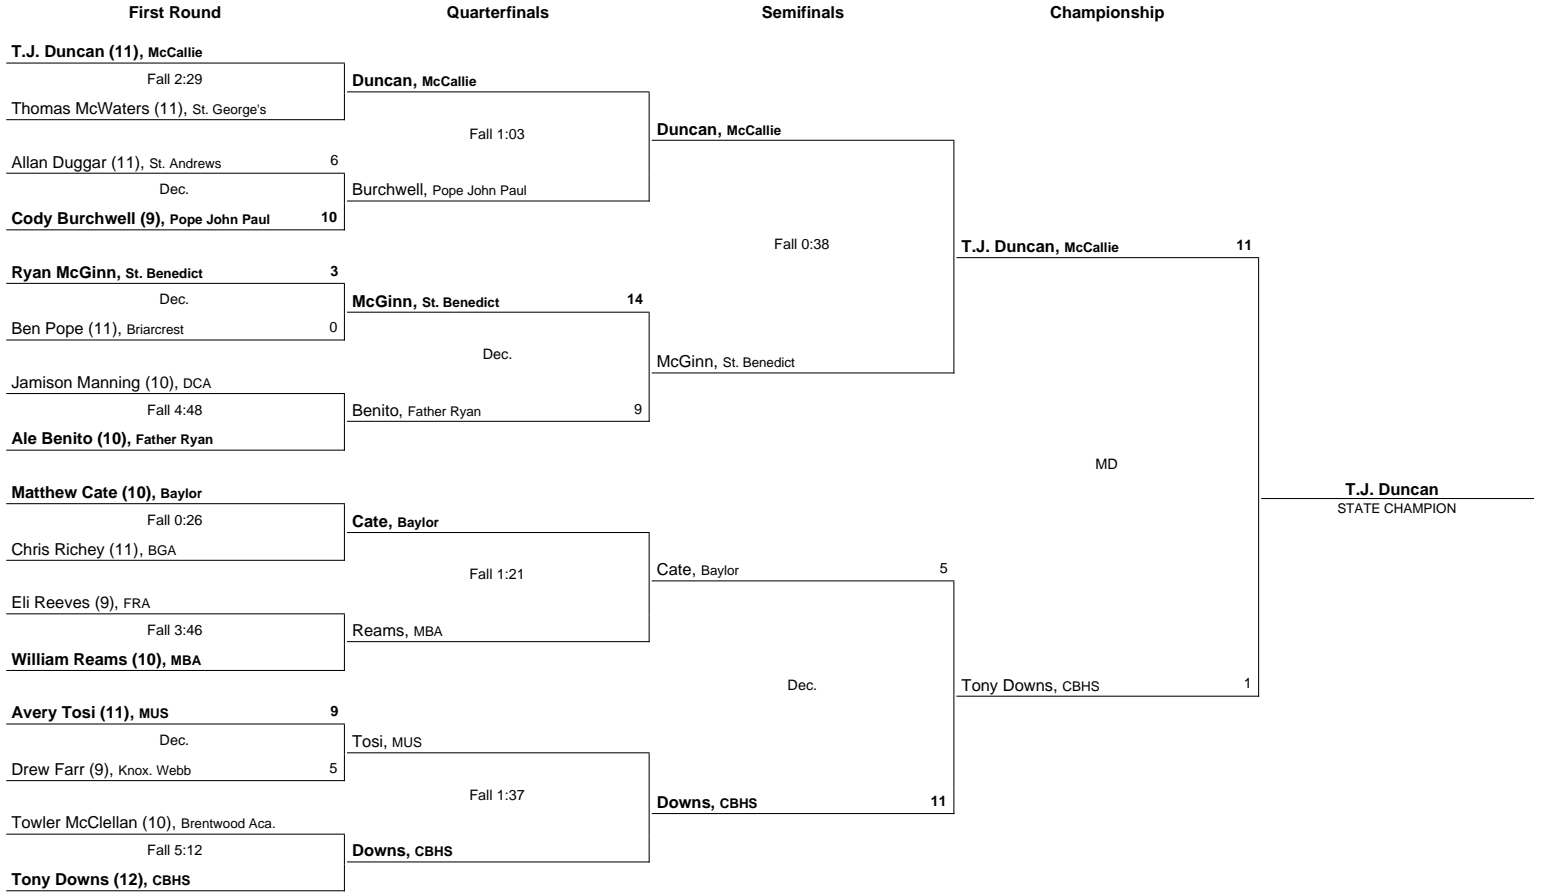 First Round
Quarterfinals
Semifinals
Championship
T.J. Duncan (11), McCallie
Fall 2:29
Thomas McWaters (11), St. George's
Allan Duggar (11), St. Andrews 6
Dec.
Cody Burchwell (9), Pope John Paul 10
Ryan McGinn, St. Benedict 3
Dec.
Ben Pope (11), Briarcrest 0
Jamison Manning (10), DCA
Fall 4:48
Ale Benito (10), Father Ryan
Matthew Cate (10), Baylor
Fall 0:26
Chris Richey (11), BGA
Eli Reeves (9), FRA
Fall 3:46
William Reams (10), MBA
Avery Tosi (11), MUS 9
Dec.
Drew Farr (9), Knox. Webb 5
Towler McClellan (10), Brentwood Aca.
Fall 5:12
Tony Downs (12), CBHS
Duncan, McCallie
Fall 1:03
Burchwell, Pope John Paul
McGinn, St. Benedict 14
Dec.
Benito, Father Ryan 9
Cate, Baylor
Fall 1:21
Reams, MBA
Tosi, MUS
Fall 1:37
Downs, CBHS
Duncan, McCallie
Fall 0:38
McGinn, St. Benedict
Cate, Baylor 5
Dec.
Downs, CBHS 11
T.J. Duncan, McCallie 11
MD
Tony Downs, CBHS 1
T.J. Duncan
STATE CHAMPION